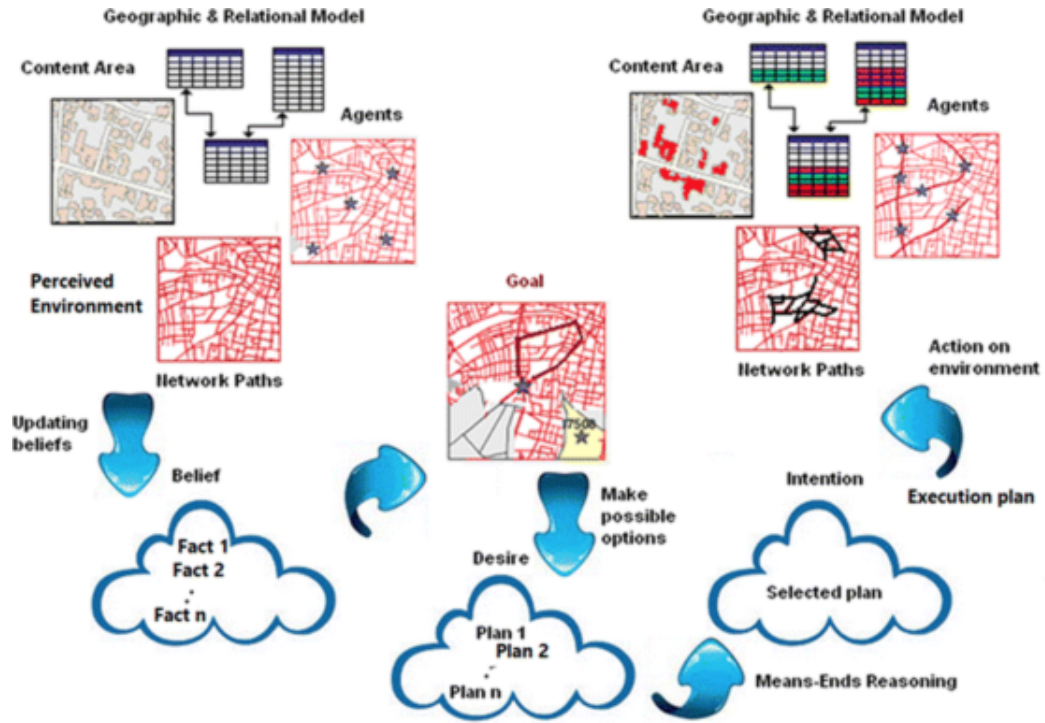 Geographic & Relational Model
Content Area
Agents
Perceived
Environment
Network Paths
Updating
beliefs
Belief
Fact 1
Fact 2
Fact n
Goal
17508
Make
possible
options
Desire
Plan 1
Plan 2
Plan n
Means-Ends Reasoning
Intention
Selected plan
Execution plan
Action on
environment
Geographic & Relational Model
Content Area
Agents
Network Paths